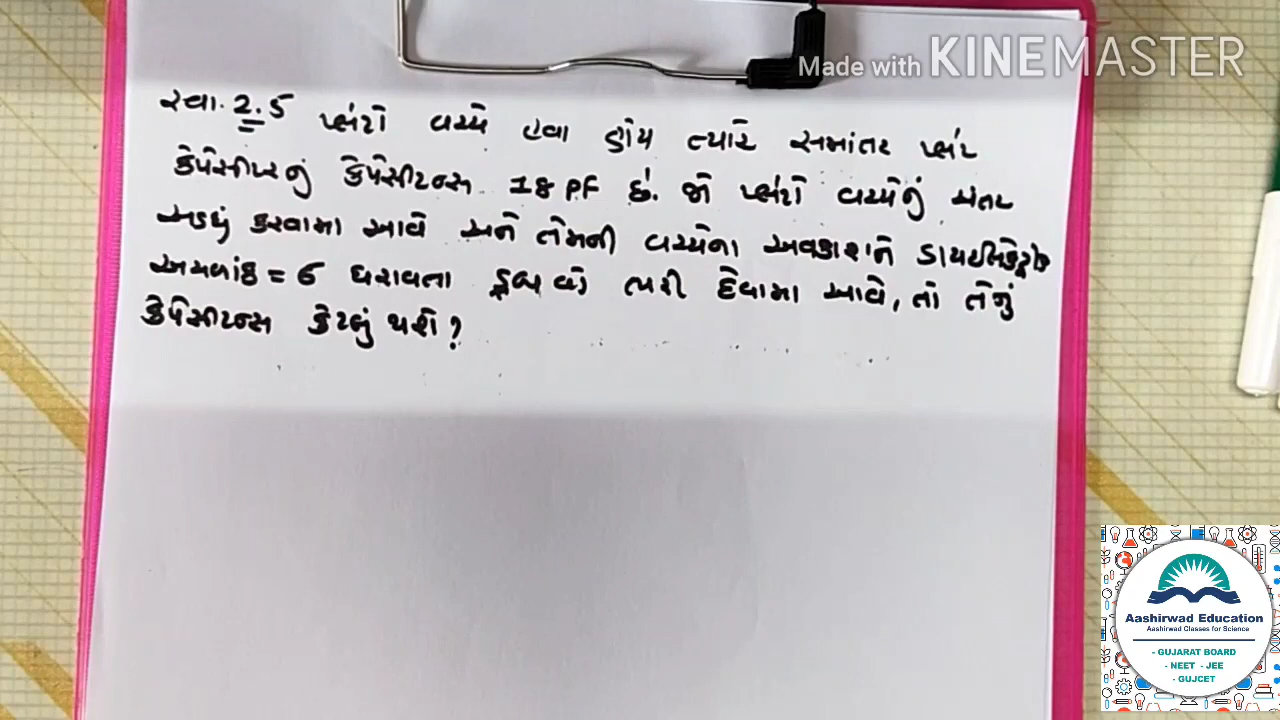 Made with KINEMASTER
સ્વા. 2.5 પ્લેટો વચ્ચે હવા હોય ત્યારે સમાંતર પ્લેટ
કેપેસીટરનું કેપેસીટન્સ 18 PF છે. જો પ્લેટો વચ્ચેનું અંતર
અડધું કરવામા આવે અને તેમની વચ્ચેના અવકાશને ડાયઈલેક્ટ્રીક
અચળાંક = 6 ધરાવતા દ્રવ્ય વડે ભરી દેવામા આવે, તો તેનું
કેપેસીટન્સ કેટલું થશે ?
Aashirwad Education
Aashirwad Classes for Science
- GUJARAT BOARD
- NEET - JEE
- GUJCET